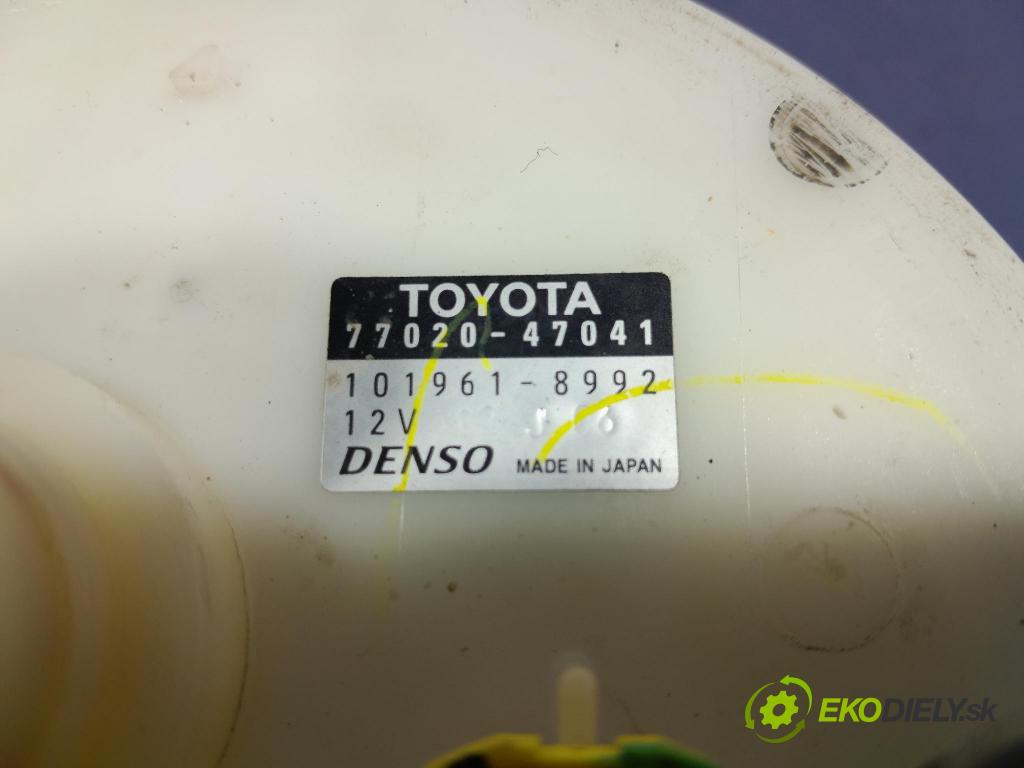 TOYOTA
77020-47041
101961-8992
12V
DENSO MADE IN JAPAN
EKODIELY.sk